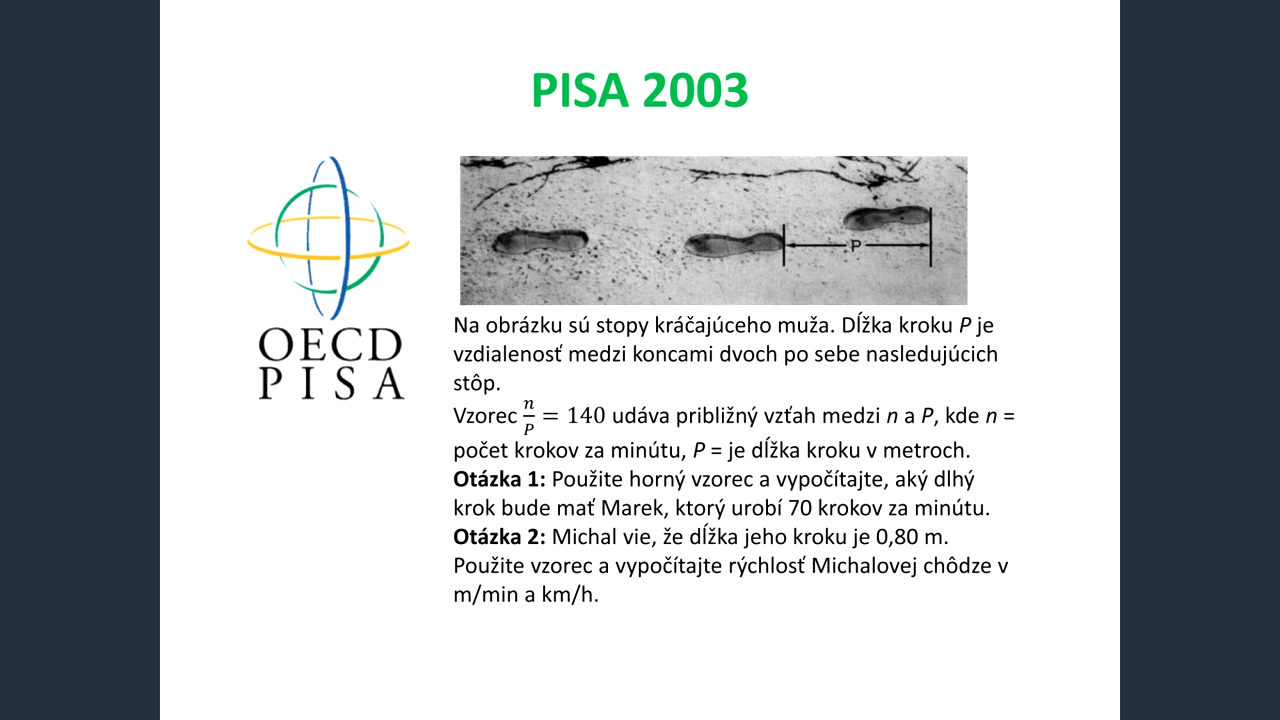 PISA 2003
OECD
PISA
P
Na obrázku sú stopy kráčajúceho muža. Dĺžka kroku P je
vzdialenosť medzi koncami dvoch po sebe nasledujúcich
stôp.
Vzorec n/P = 140 udáva približný vzťah medzi n a P, kde n =
počet krokov za minútu, P = je dĺžka kroku v metroch.
Otázka 1: Použite horný vzorec a vypočítajte, aký dlhý
krok bude mať Marek, ktorý urobí 70 krokov za minútu.
Otázka 2: Michal vie, že dĺžka jeho kroku je 0,80 m.
Použite vzorec a vypočítajte rýchlosť Michalovej chôdze v
m/min a km/h.